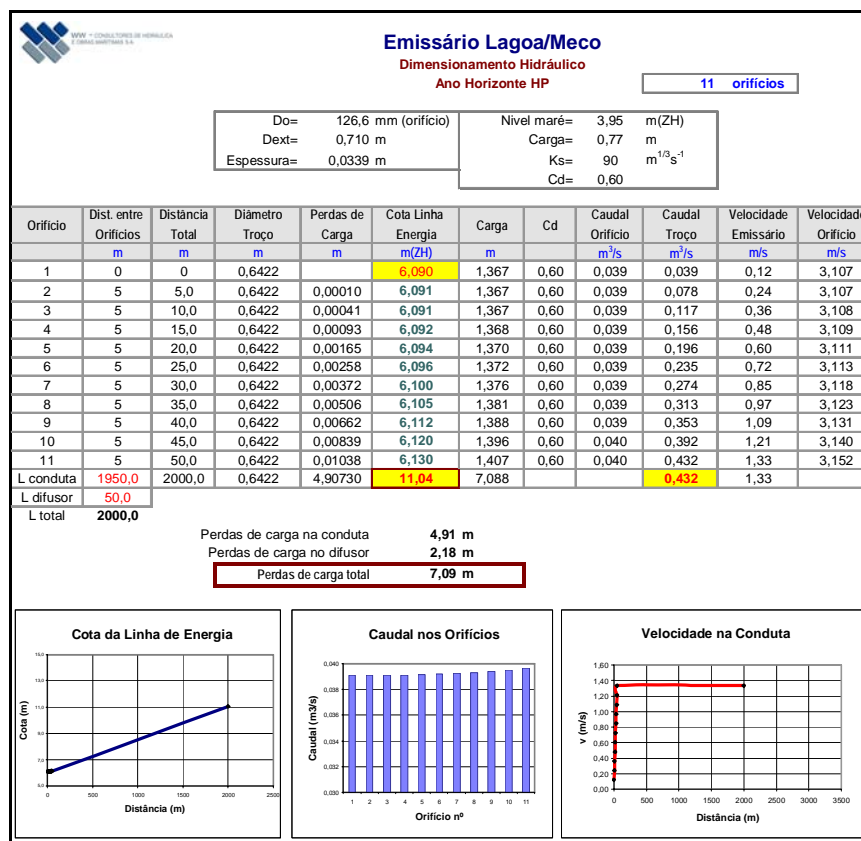 WW - CONSULTORES DE HIDRÁULICA
E OBRAS MARÍTIMAS S.A.
Emissário Lagoa/Meco
Dimensionamento Hidráulico
Ano Horizonte HP
11 orifícios
Do= 126,6 mm (orifício) Nivel maré= 3,95 m(ZH)
Dext= 0,710 m Carga= 0,77 m
Espessura= 0,0339 m Ks= 90 m1/3s-1
Cd= 0,60
Orifício Dist. entre Orifícios Distância Total Diâmetro Troço Perdas de Carga Cota Linha Energia Carga Cd Caudal Orifício Caudal Troço Velocidade Emissário Velocidade Orifício
m m m m m(ZH) m m3/s m3/s m/s m/s
1 0 0 0,6422 6,090 1,367 0,60 0,039 0,039 0,12 3,107
2 5 5,0 0,6422 0,00010 6,091 1,367 0,60 0,039 0,078 0,24 3,107
3 5 10,0 0,6422 0,00041 6,091 1,367 0,60 0,039 0,117 0,36 3,108
4 5 15,0 0,6422 0,00093 6,092 1,368 0,60 0,039 0,156 0,48 3,109
5 5 20,0 0,6422 0,00165 6,094 1,370 0,60 0,039 0,196 0,60 3,111
6 5 25,0 0,6422 0,00258 6,096 1,372 0,60 0,039 0,235 0,72 3,113
7 5 30,0 0,6422 0,00372 6,100 1,376 0,60 0,039 0,274 0,85 3,118
8 5 35,0 0,6422 0,00506 6,105 1,381 0,60 0,039 0,313 0,97 3,123
9 5 40,0 0,6422 0,00662 6,112 1,388 0,60 0,039 0,353 1,09 3,131
10 5 45,0 0,6422 0,00839 6,120 1,396 0,60 0,040 0,392 1,21 3,140
11 5 50,0 0,6422 0,01038 6,130 1,407 0,60 0,040 0,432 1,33 3,152
L conduta 1950,0 2000,0 0,6422 4,90730 11,04 7,088 0,432 1,33
L difusor 50,0
L total 2000,0
Perdas de carga na conduta 4,91 m
Perdas de carga no difusor 2,18 m
Perdas de carga total 7,09 m
Cota da Linha de Energia
Cota (m)
15,0
13,0
11,0
9,0
7,0
5,0
0 500 1000 1500 2000 2500
Distância (m)
Caudal nos Orifícios
Caudal (m3/s)
0,040
0,038
0,036
0,034
0,032
0,030
1 2 3 4 5 6 7 8 9 10 11
Orifício nº
Velocidade na Conduta
v (m/s)
1,60
1,40
1,20
1,00
0,80
0,60
0,40
0,20
0,00
0 500 1000 1500 2000 2500 3000 3500
Distância (m)